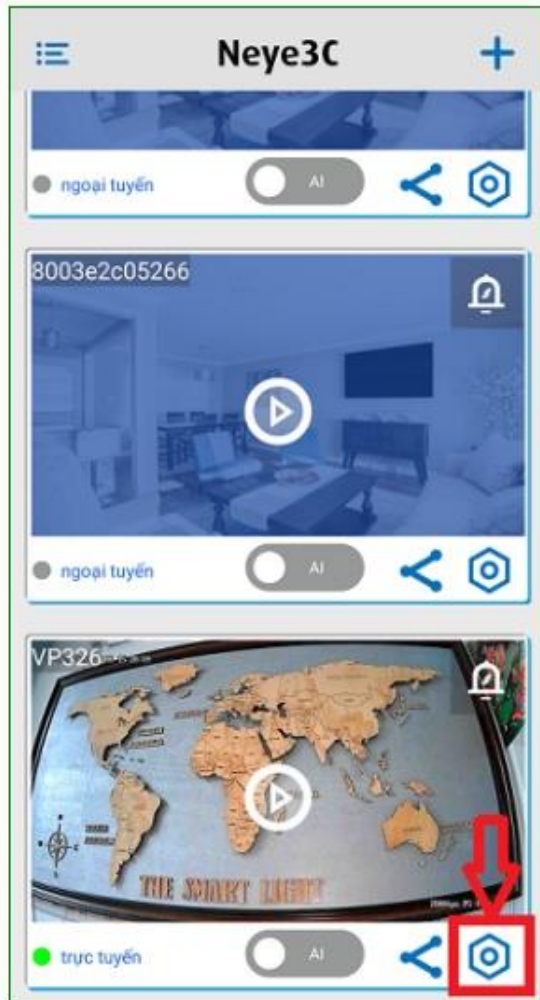 Neye3C
ngoại tuyến
AI
8003e2c05266
ngoại tuyến
AI
VP326
THE SMART LIGHT
trực tuyến
AI